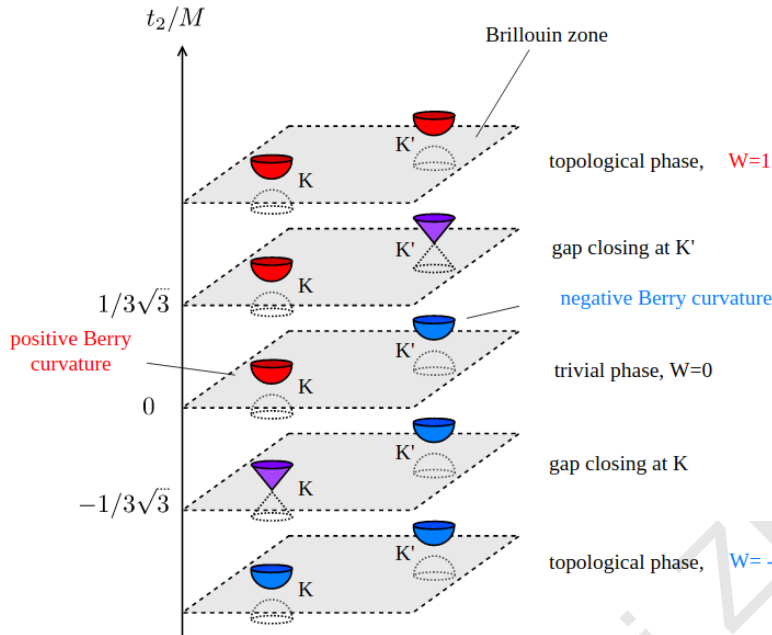 t₂/M
Brillouin zone
K'
K
topological phase, W=1
K'
gap closing at K'
K
1/3√3
negative Berry curvature
positive Berry
curvature
K'
trivial phase, W=0
K
0
K'
gap closing at K
K
−1/3√3
K'
topological phase, W= -
K